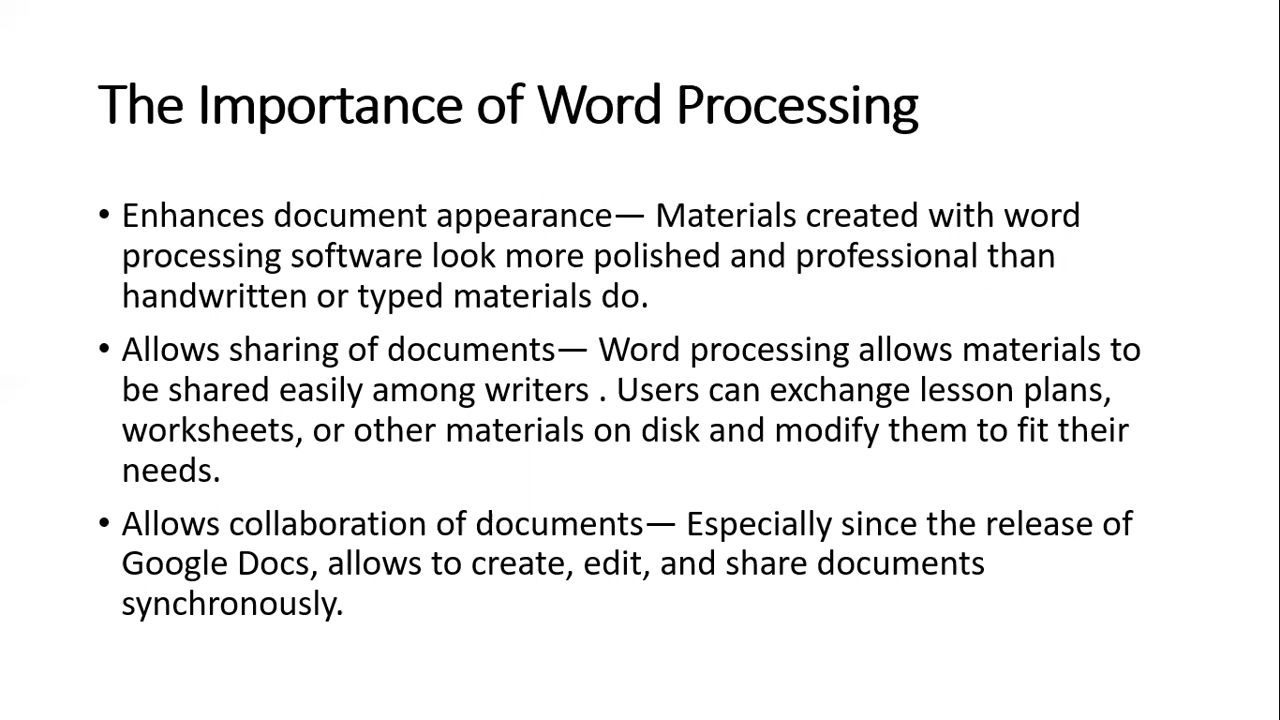 The Importance of Word Processing
• Enhances document appearance— Materials created with word
processing software look more polished and professional than
handwritten or typed materials do.
• Allows sharing of documents— Word processing allows materials to
be shared easily among writers . Users can exchange lesson plans,
worksheets, or other materials on disk and modify them to fit their
needs.
• Allows collaboration of documents— Especially since the release of
Google Docs, allows to create, edit, and share documents
synchronously.